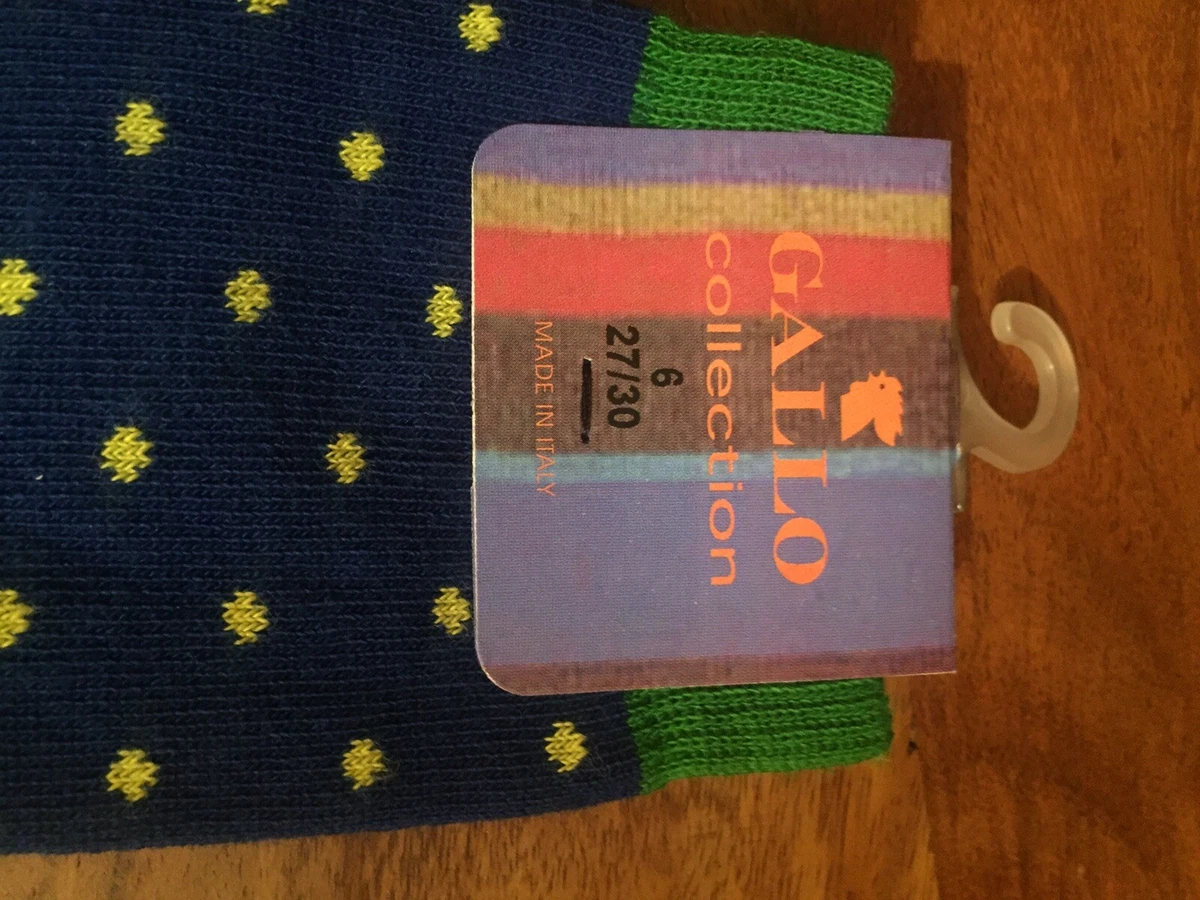 GALLO
collection
6
27/30
MADE IN ITALY